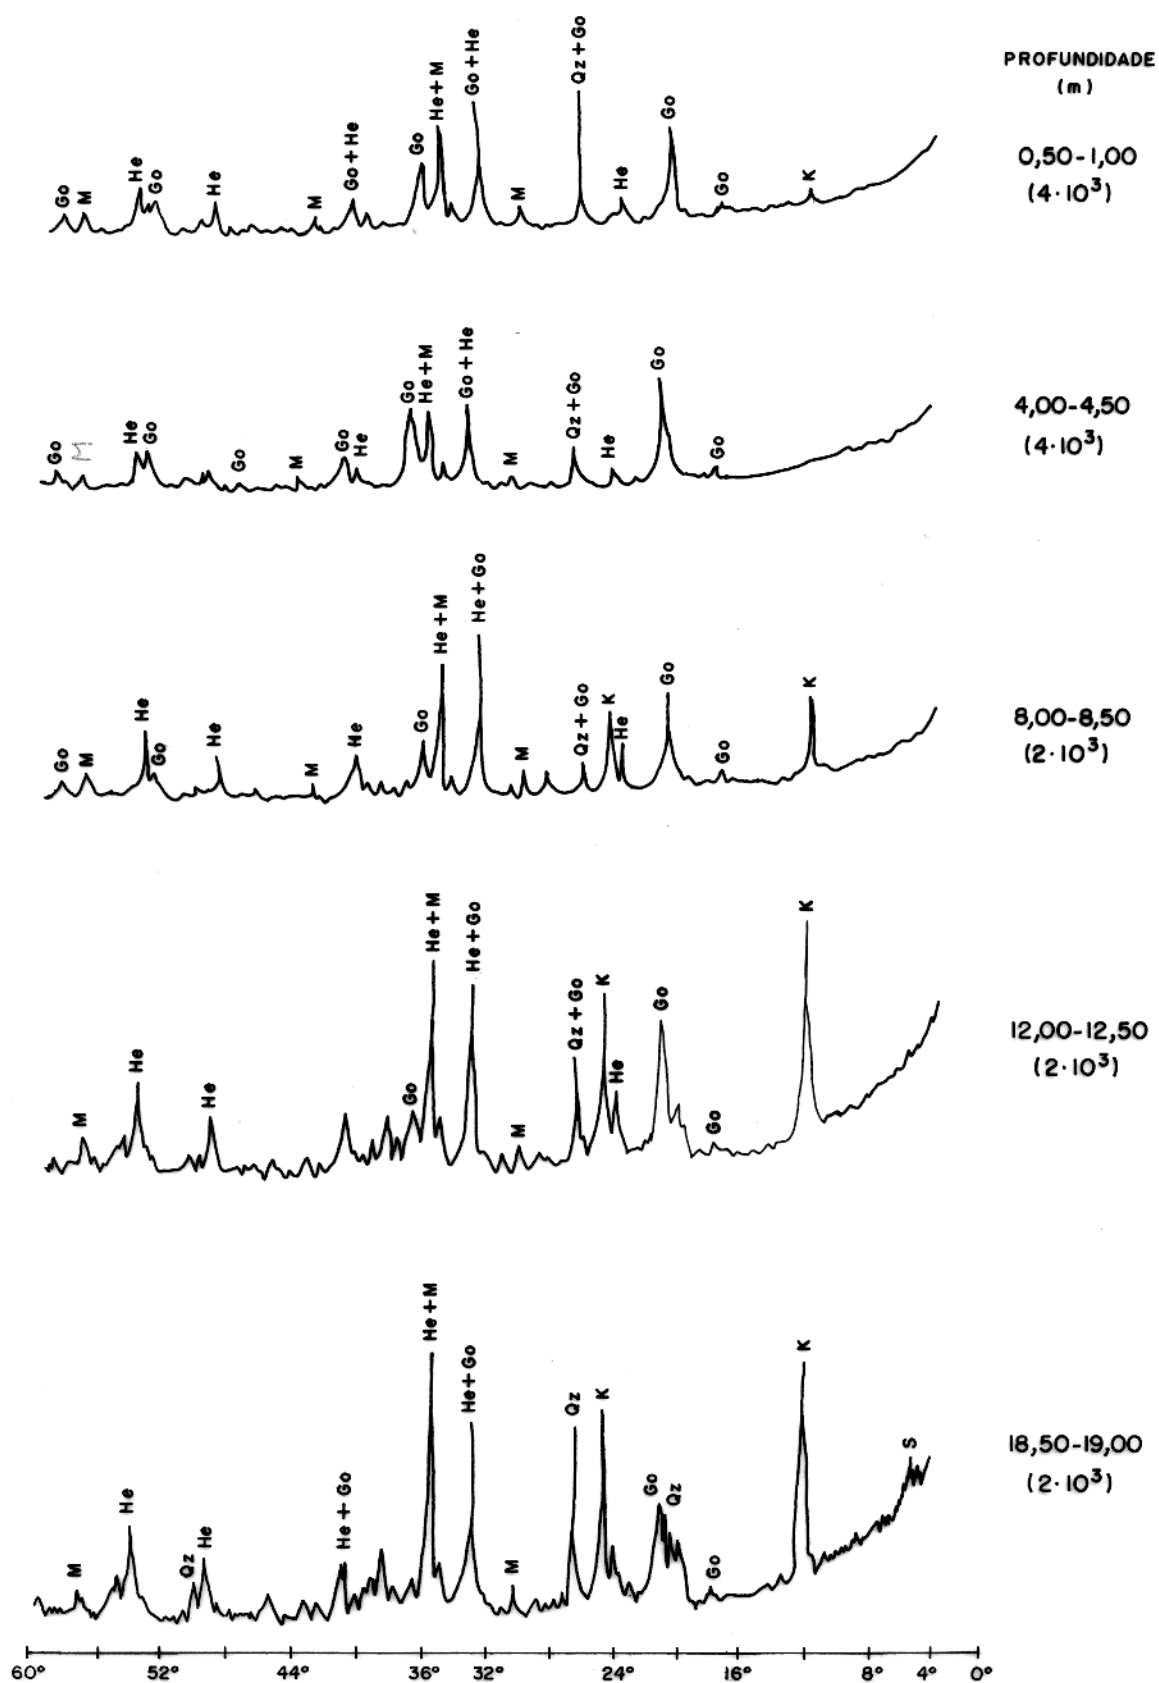 PROFUNDIDADE
(m)
Go
M
He
Go
He
M
Go + He
Go
He + M
Go + He
M
Qz + Go
He
Go
Go
K
0,50-1,00
(4·10³)
Go
M
He
Go
Go
M
Go
He
Go
He + M
Go + He
M
Qz + Go
He
Go
Go
4,00-4,50
(4·10³)
Go
M
He
Go
He
M
He
Go
He + M
He + Go
M
Qz + Go
K
He
Go
Go
K
8,00-8,50
(2·10³)
M
He
He
Go
He + M
He + Go
M
Qz + Go
K
He
Go
Go
K
12,00-12,50
(2·10³)
M
He
Qz
He
He + Go
He + M
He + Go
M
Qz
K
Go
Qz
Go
K
S
18,50-19,00
(2·10³)
60° 52° 44° 36° 32° 24° 16° 8° 4° 0°